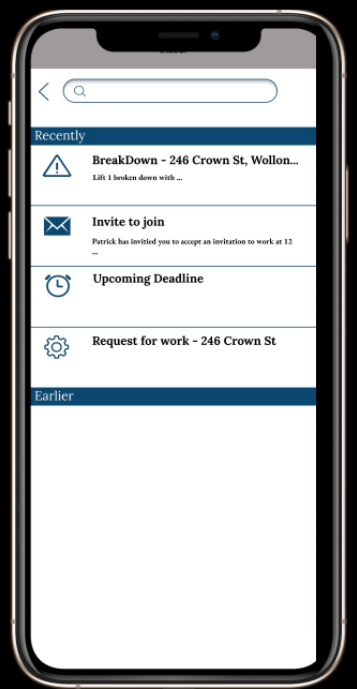 Recently
BreakDown - 246 Crown St, Wollon...
Lift 1 broken down with ...
Invite to join
Patrick has invitied you to accept an invitation to work at 12
...
Upcoming Deadline
Request for work - 246 Crown St
Earlier